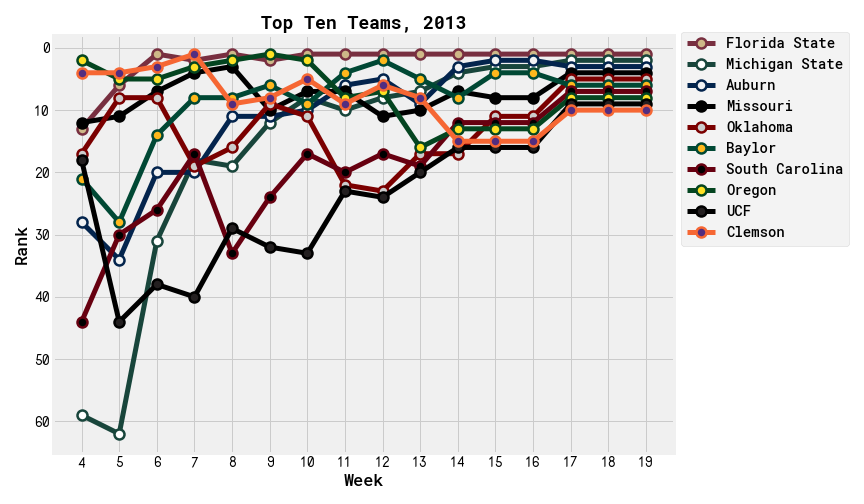 Top Ten Teams, 2013
Florida State
Michigan State
Auburn
Missouri
Oklahoma
Baylor
South Carolina
Oregon
UCF
Clemson
Rank
0
10
20
30
40
50
60
4 5 6 7 8 9 10 11 12 13 14 15 16 17 18 19
Week